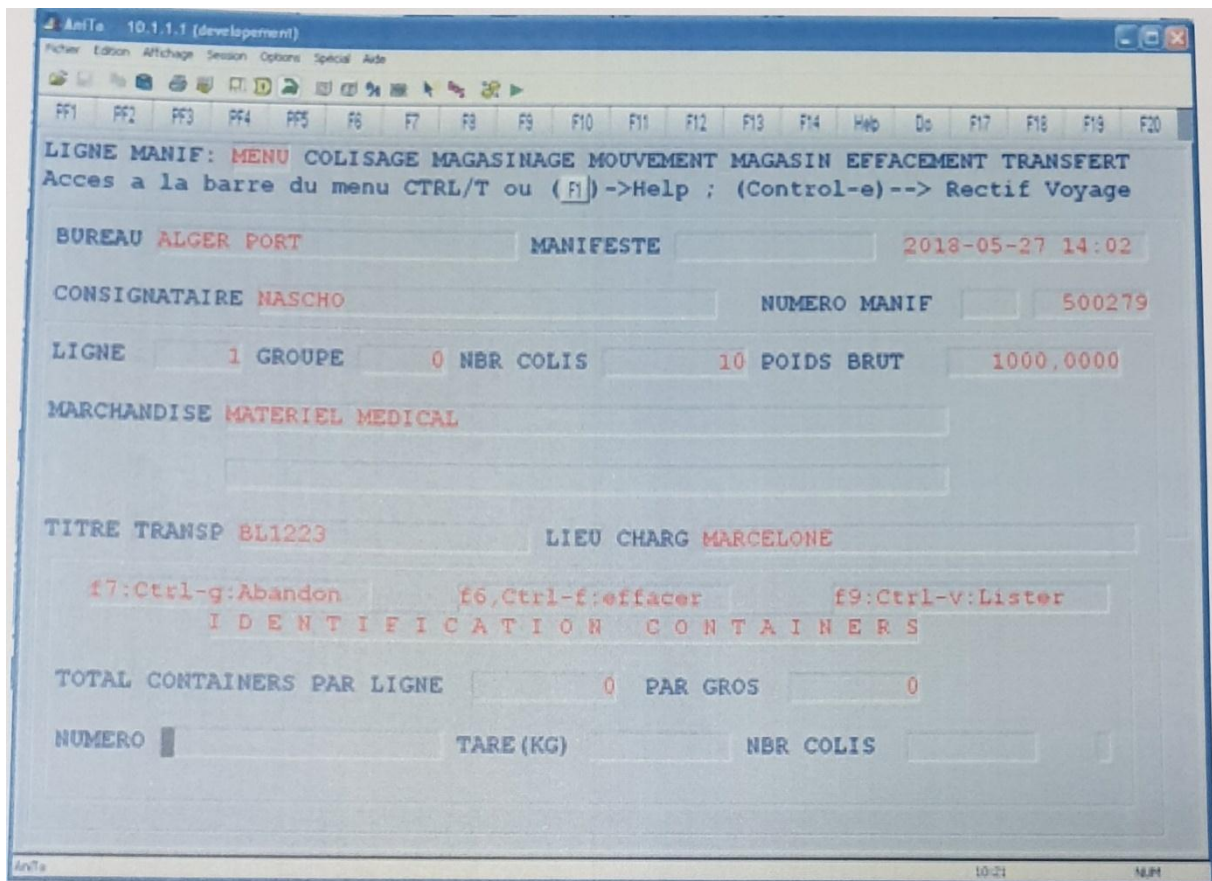 AniTa 10.1.1.1 (developement)
Fichier Edition Affichage Session Options Spécial Aide
PF1 PF2 PF3 PF4 PF5 F6 F7 F8 F9 F10 F11 F12 F13 F14 Help Do F17 F18 F19 F20
LIGNE MANIF: MENU COLISAGE MAGASINAGE MOUVEMENT MAGASIN EFFACEMENT TRANSFERT
Acces a la barre du menu CTRL/T ou (F1)->Help ; (Control-e)--> Rectif Voyage
BUREAU ALGER PORT MANIFESTE 2018-05-27 14:02
CONSIGNATAIRE NASCHO NUMERO MANIF 500279
LIGNE 1 GROUPE 0 NBR COLIS 10 POIDS BRUT 1000,0000
MARCHANDISE MATERIEL MEDICAL
TITRE TRANSP BL1223 LIEU CHARG MARCELONE
f7:Ctrl-g:Abandon f6,Ctrl-f:effacer f9:Ctrl-v:Lister
I D E N T I F I C A T I O N C O N T A I N E R S
TOTAL CONTAINERS PAR LIGNE 0 PAR GROS 0
NUMERO TARE(KG) NBR COLIS
AniTa 10:21 NUM